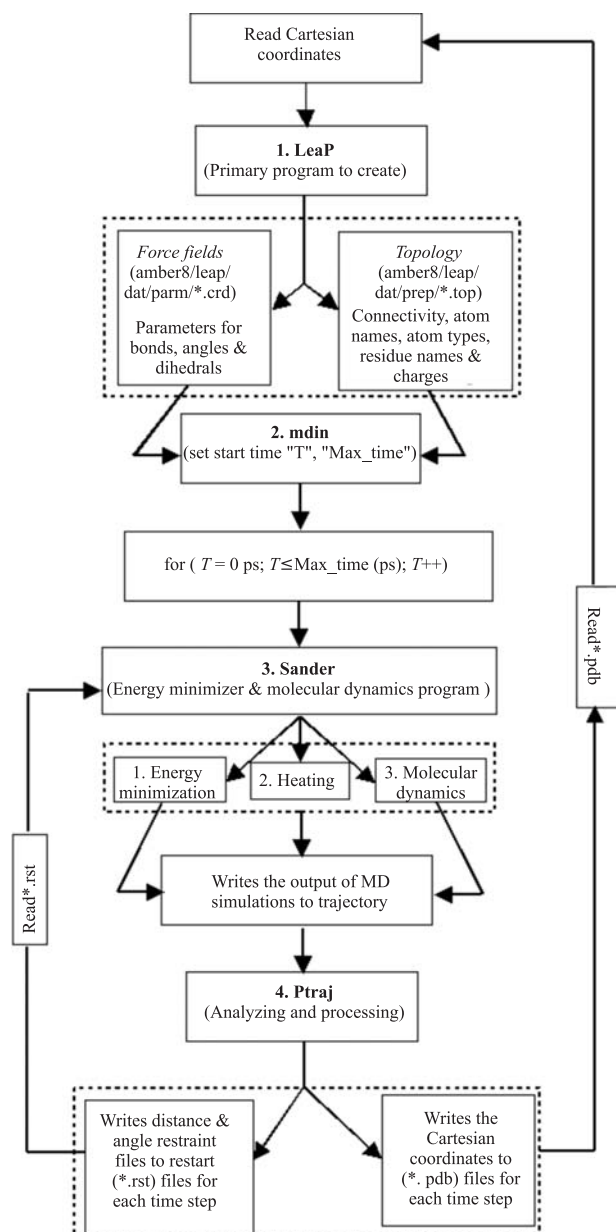 Read Cartesian
coordinates
1. LeaP
(Primary program to create)
Force fields
(amber8/leap/
dat/parm/*.crd)
Parameters for
bonds, angles &
dihedrals
Topology
(amber8/leap/
dat/prep/*.top)
Connectivity, atom
names, atom types,
residue names &
charges
2. mdin
(set start time "T", "Max_time")
for ( T = 0 ps; T≤Max_time (ps); T++)
3. Sander
(Energy minimizer & molecular dynamics program )
1. Energy
minimization
2. Heating
3. Molecular
dynamics
Writes the output of MD
simulations to trajectory
4. Ptraj
(Analyzing and processing)
Writes distance &
angle restraint
files to restart
(*.rst) files for
each time step
Writes the
Cartesian
coordinates to
(*. pdb) files for
each time step
Read*.rst
Read*.pdb